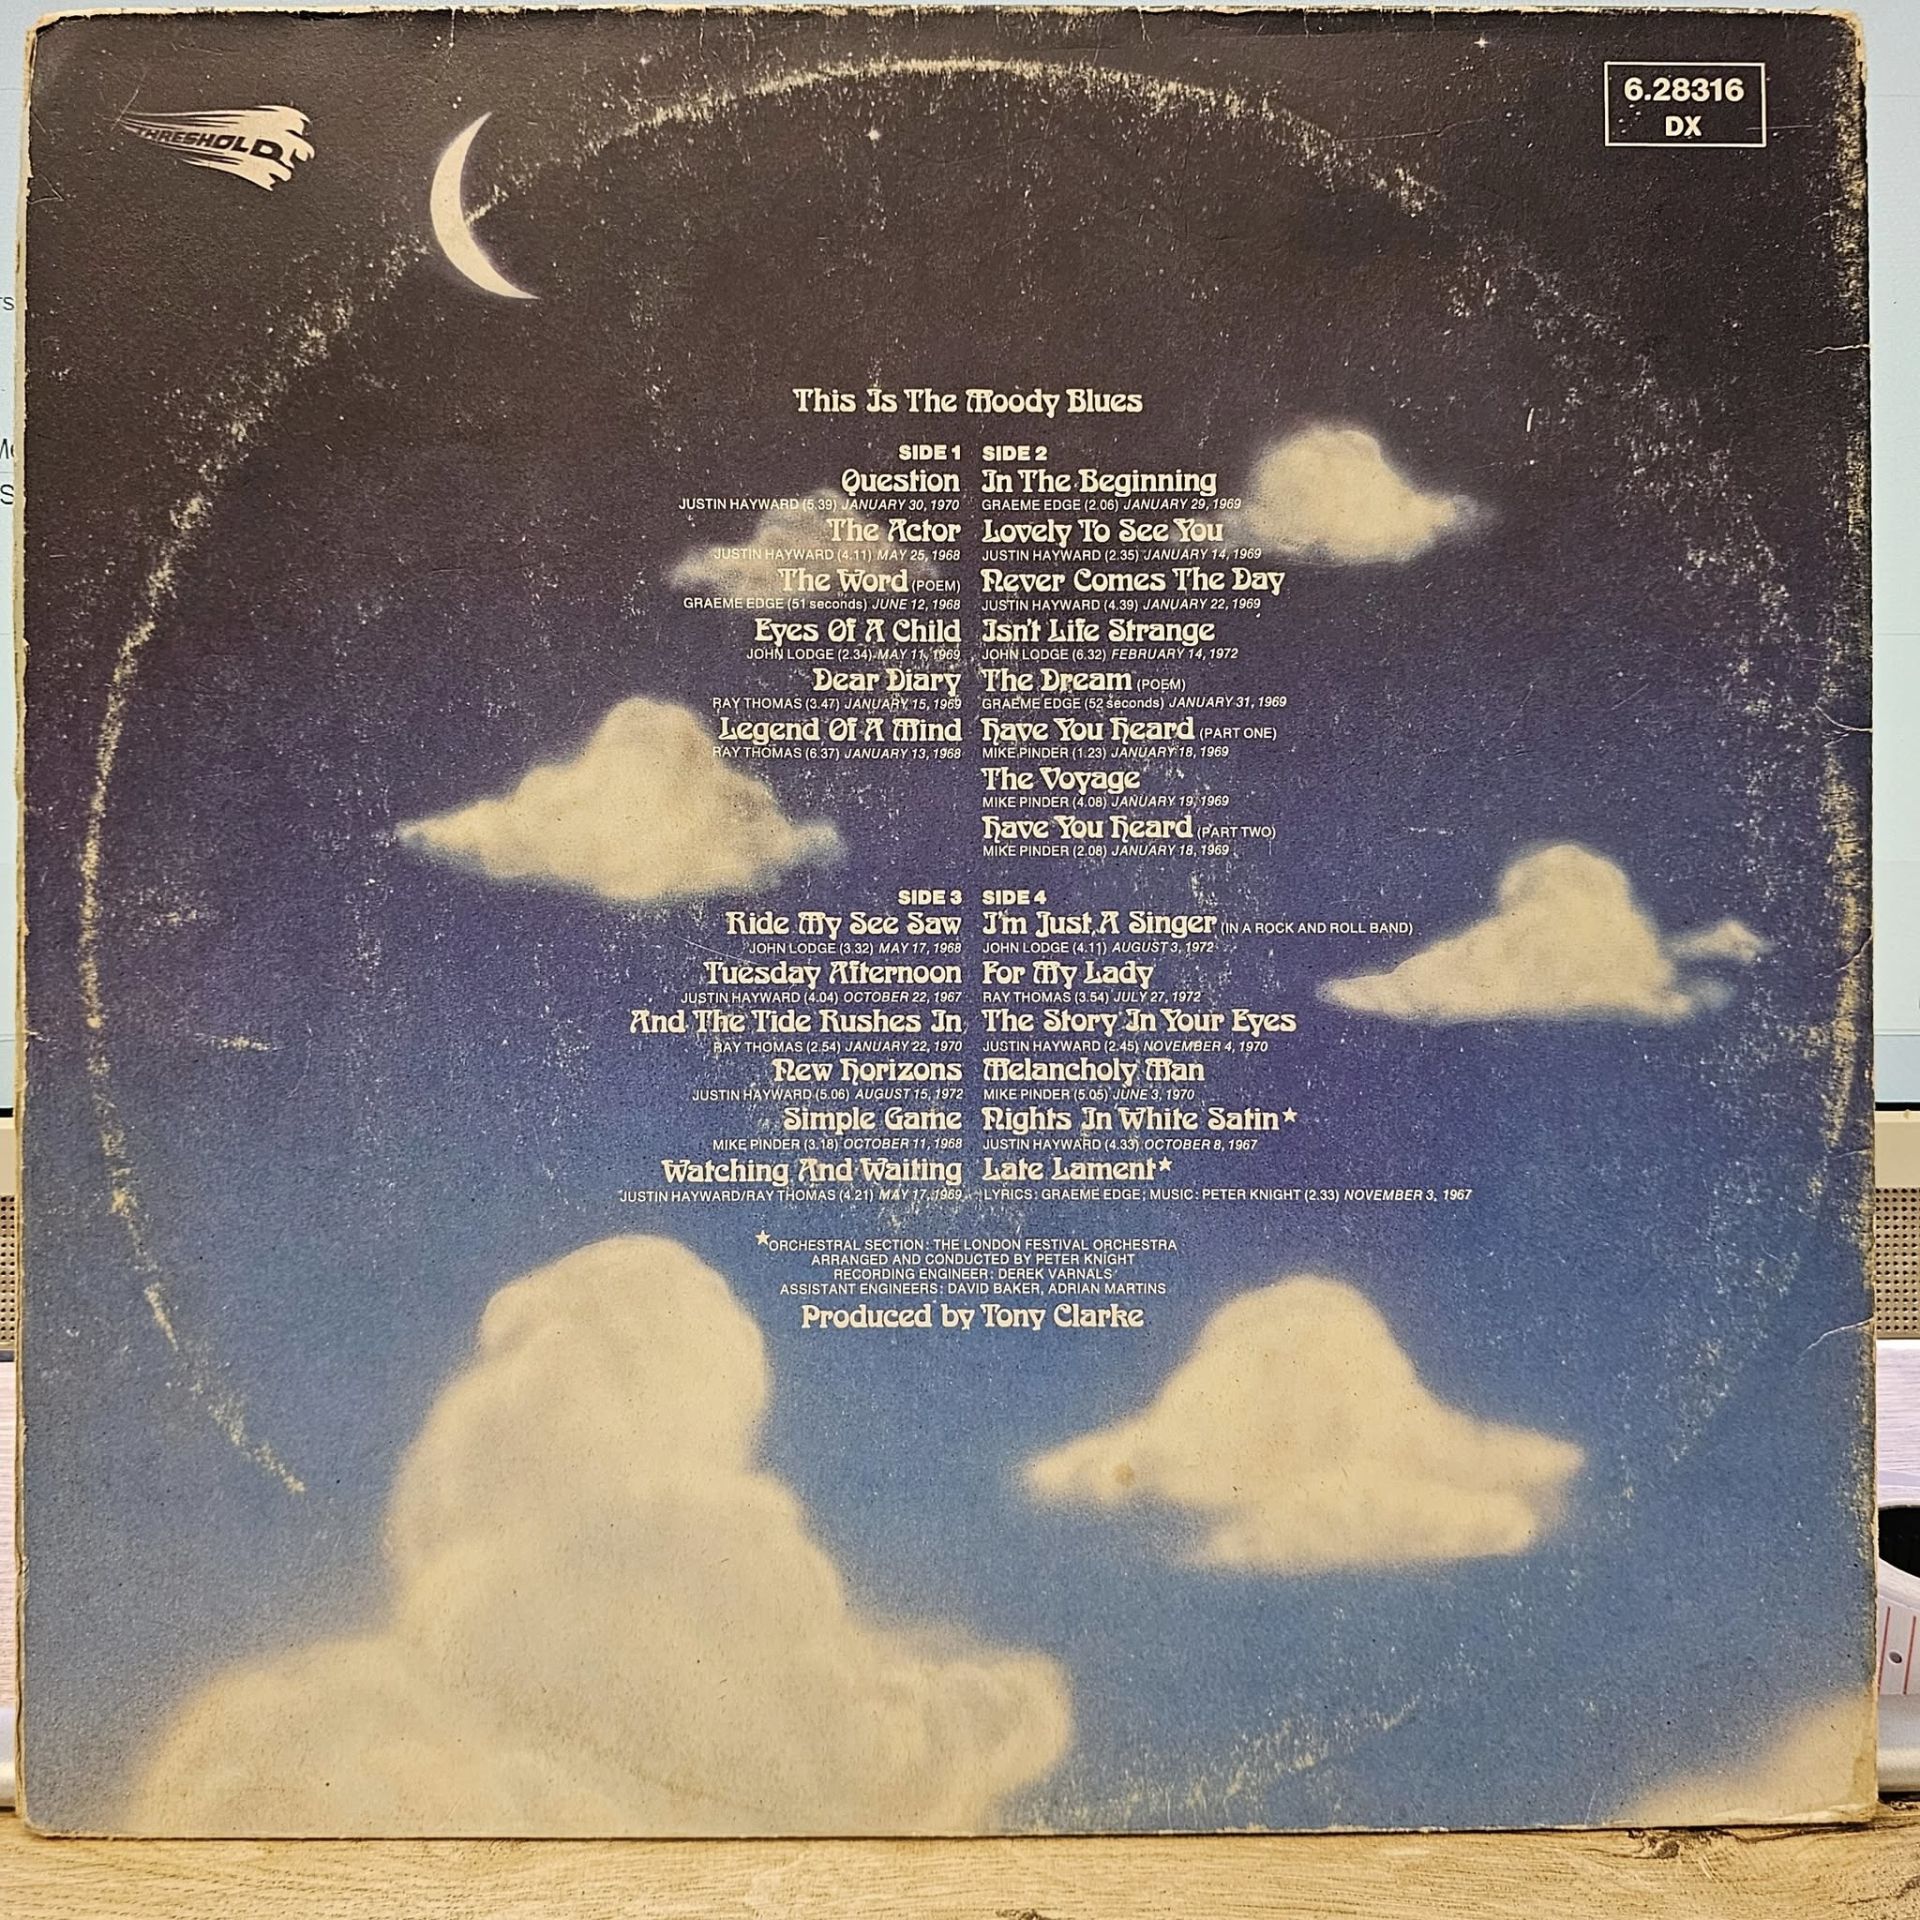 THRESHOLD
6.28316
DX
This Is The Moody Blues
SIDE 1
Question
JUSTIN HAYWARD (5.39) JANUARY 30, 1970
The Actor
JUSTIN HAYWARD (4.11) MAY 25, 1968
The Word (POEM)
GRAEME EDGE (51 seconds) JUNE 12, 1968
Eyes Of A Child
JOHN LODGE (2.34) MAY 11, 1969
Dear Diary
RAY THOMAS (3.47) JANUARY 15, 1969
Legend Of A Mind
RAY THOMAS (6.37) JANUARY 13, 1968
SIDE 2
In The Beginning
GRAEME EDGE (2.06) JANUARY 29, 1969
Lovely To See You
JUSTIN HAYWARD (2.35) JANUARY 14, 1969
Never Comes The Day
JUSTIN HAYWARD (4.39) JANUARY 22, 1969
Isn't Life Strange
JOHN LODGE (6.32) FEBRUARY 14, 1972
The Dream (POEM)
GRAEME EDGE (52 seconds) JANUARY 31, 1969
Have You Heard (PART ONE)
MIKE PINDER (1.23) JANUARY 18, 1969
The Voyage
MIKE PINDER (4.08) JANUARY 19, 1969
Have You Heard (PART TWO)
MIKE PINDER (2.08) JANUARY 18, 1969
SIDE 3
Ride My See Saw
JOHN LODGE (3.32) MAY 17, 1968
Tuesday Afternoon
JUSTIN HAYWARD (4.04) OCTOBER 22, 1967
And The Tide Rushes In
RAY THOMAS (2.54) JANUARY 22, 1970
New Horizons
JUSTIN HAYWARD (5.06) AUGUST 15, 1972
Simple Game
MIKE PINDER (3.18) OCTOBER 11, 1968
Watching And Waiting
JUSTIN HAYWARD/RAY THOMAS (4.21) MAY 17, 1969
SIDE 4
I'm Just A Singer (IN A ROCK AND ROLL BAND)
JOHN LODGE (4.11) AUGUST 3, 1972
For My Lady
RAY THOMAS (3.54) JULY 27, 1972
The Story In Your Eyes
JUSTIN HAYWARD (2.45) NOVEMBER 4, 1970
Melancholy Man
MIKE PINDER (5.05) JUNE 3, 1970
Nights In White Satin★
JUSTIN HAYWARD (4.33) OCTOBER 8, 1967
Late Lament★
LYRICS: GRAEME EDGE; MUSIC: PETER KNIGHT (2.33) NOVEMBER 3, 1967
★ORCHESTRAL SECTION: THE LONDON FESTIVAL ORCHESTRA
ARRANGED AND CONDUCTED BY PETER KNIGHT
RECORDING ENGINEER: DEREK VARNALS
ASSISTANT ENGINEERS: DAVID BAKER, ADRIAN MARTINS
Produced by Tony Clarke